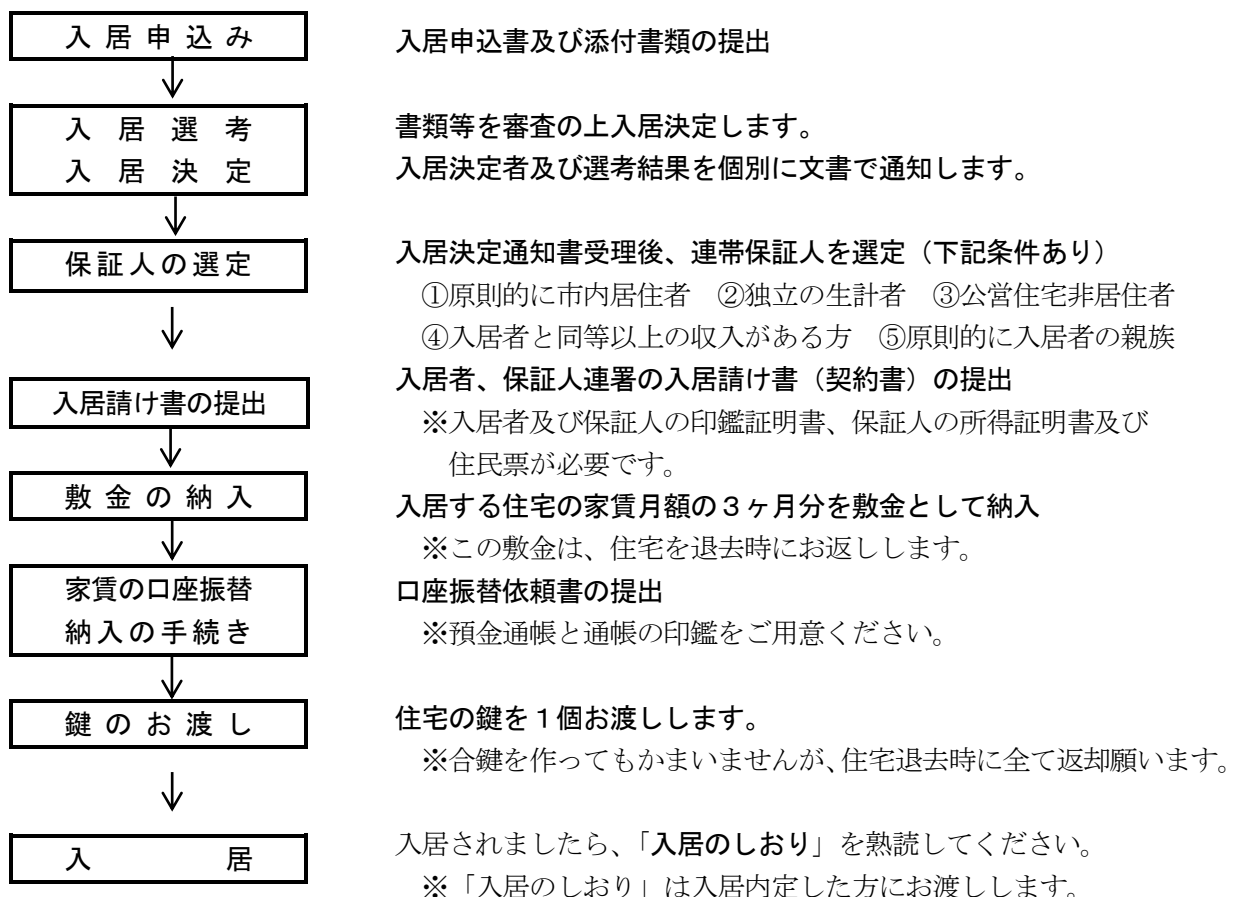 入居申込み
入居申込書及び添付書類の提出
入居選考
入居決定
書類等を審査の上入居決定します。
入居決定者及び選考結果を個別に文書で通知します。
保証人の選定
入居決定通知書受理後、連帯保証人を選定（下記条件あり）
①原則的に市内居住者　②独立の生計者　③公営住宅非居住者
④入居者と同等以上の収入がある方　⑤原則的に入居者の親族
入居請け書の提出
入居者、保証人連署の入居請け書（契約書）の提出
※入居者及び保証人の印鑑証明書、保証人の所得証明書及び
住民票が必要です。
敷金の納入
入居する住宅の家賃月額の３ヶ月分を敷金として納入
※この敷金は、住宅を退去時にお返しします。
家賃の口座振替
納入の手続き
口座振替依頼書の提出
※預金通帳と通帳の印鑑をご用意ください。
鍵のお渡し
住宅の鍵を１個お渡しします。
※合鍵を作ってもかまいませんが、住宅退去時に全て返却願います。
入居
入居されましたら、「入居のしおり」を熟読してください。
※「入居のしおり」は入居内定した方にお渡しします。